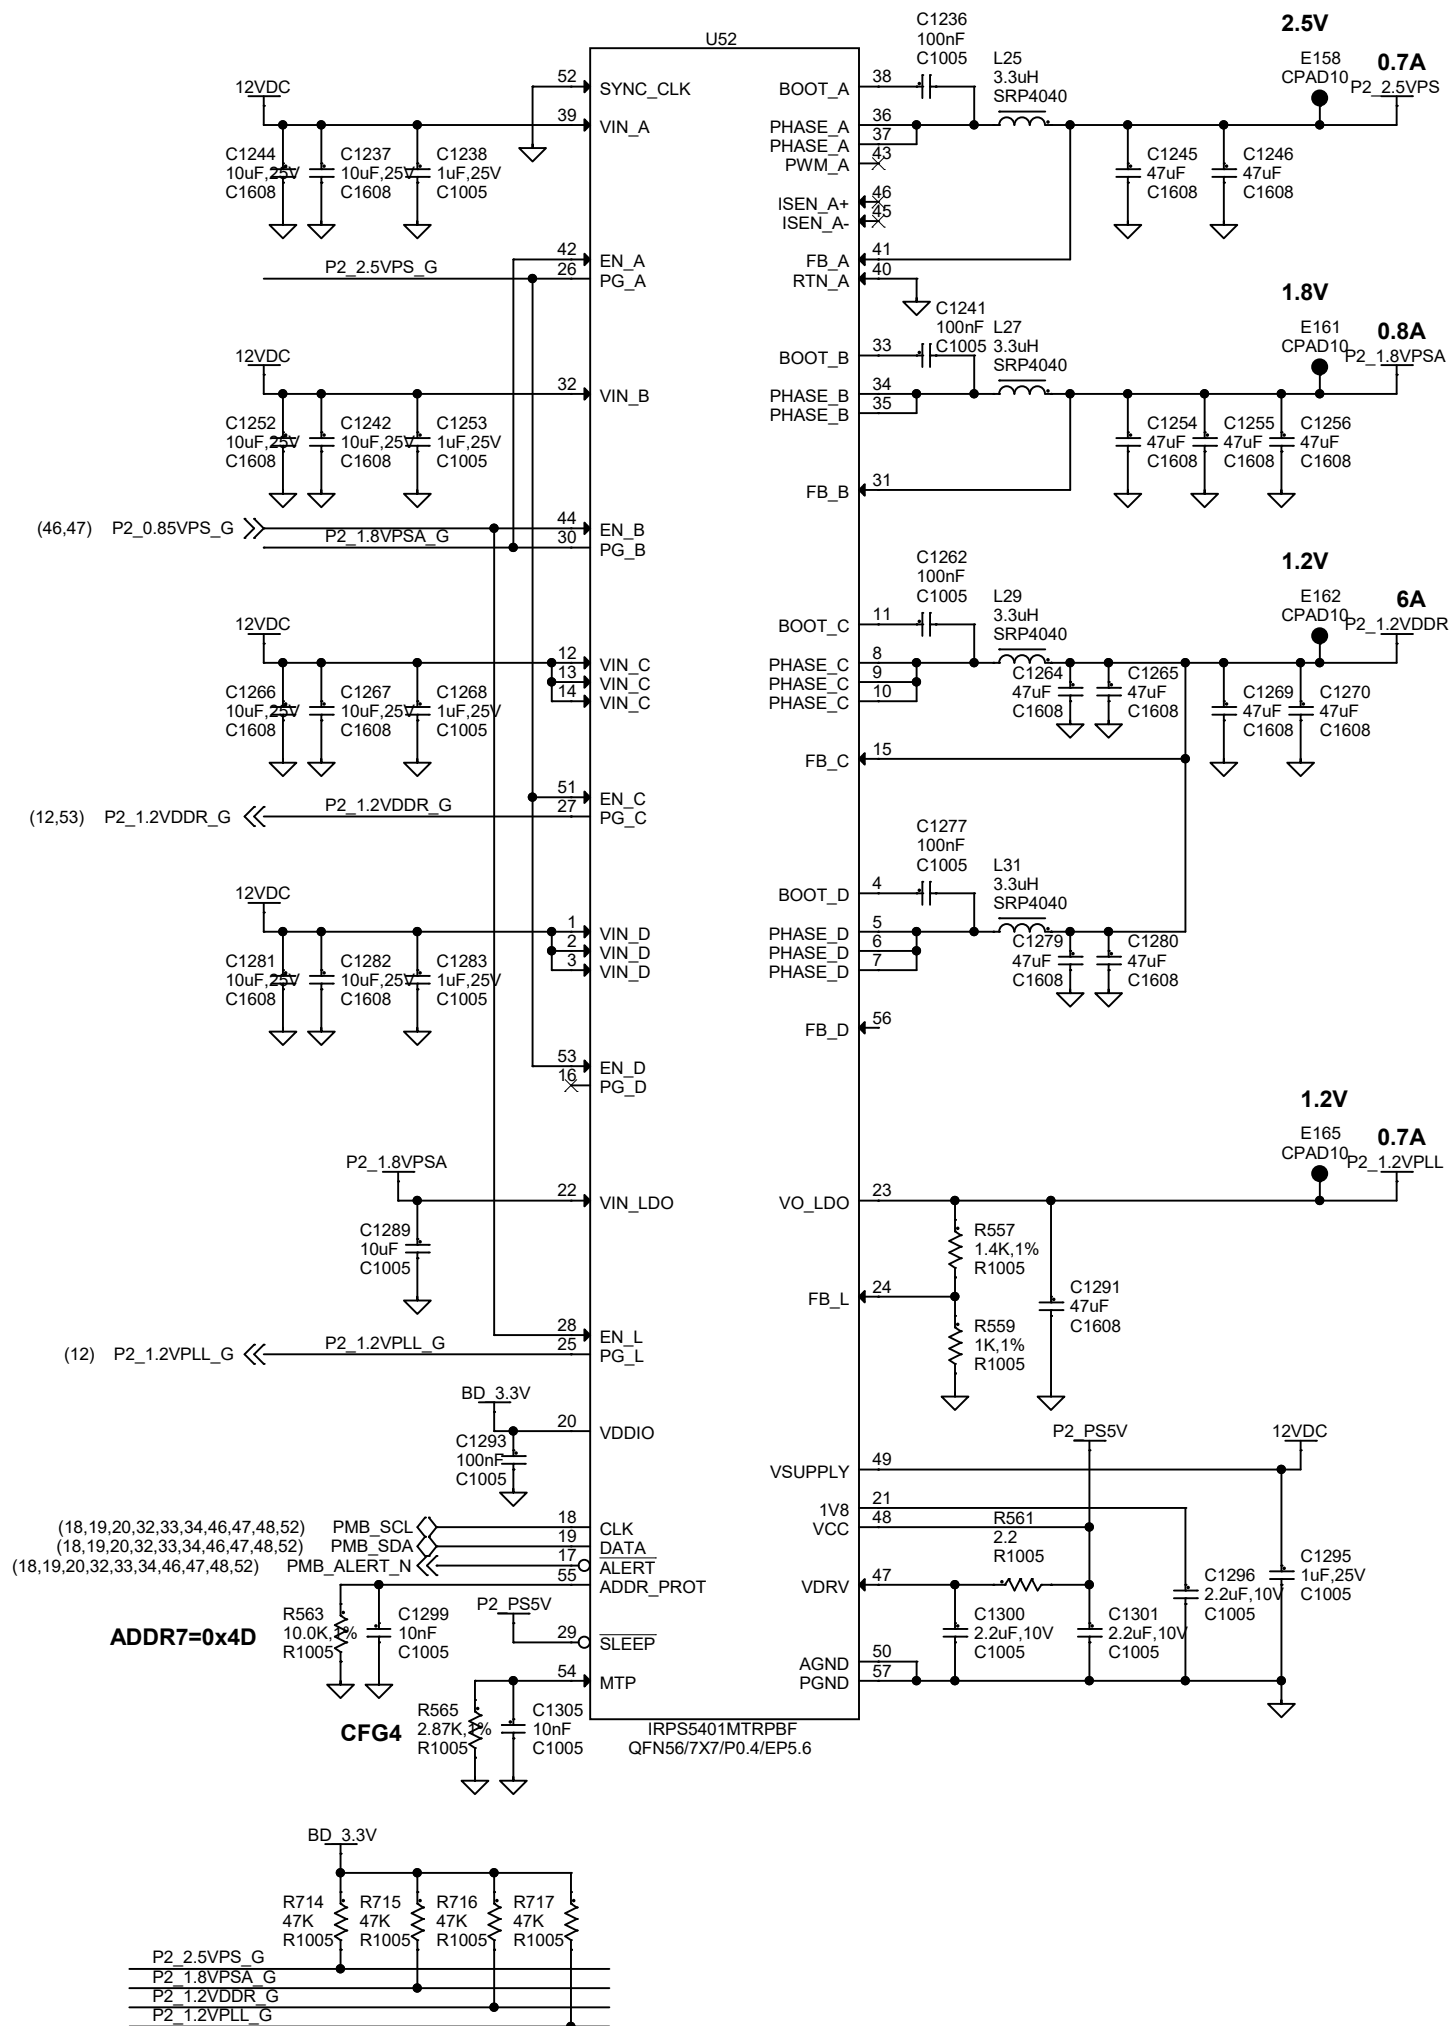 U52
12VDC
52
SYNC_CLK
39
VIN_A
C1244
10uF,25V
C1608
C1237
10uF,25V
C1608
C1238
1uF,25V
C1005
P2_2.5VPS_G
42
EN_A
26
PG_A
12VDC
32
VIN_B
C1252
10uF,25V
C1608
C1242
10uF,25V
C1608
C1253
1uF,25V
C1005
(46,47) P2_0.85VPS_G
P2_1.8VPSA_G
44
EN_B
30
PG_B
12VDC
12
VIN_C
13
VIN_C
14
VIN_C
C1266
10uF,25V
C1608
C1267
10uF,25V
C1608
C1268
1uF,25V
C1005
(12,53) P2_1.2VDDR_G
P2_1.2VDDR_G
51
EN_C
27
PG_C
12VDC
1
VIN_D
2
VIN_D
3
VIN_D
C1281
10uF,25V
C1608
C1282
10uF,25V
C1608
C1283
1uF,25V
C1005
53
EN_D
16
PG_D
P2_1.8VPSA
22
VIN_LDO
C1289
10uF
C1005
(12) P2_1.2VPLL_G
P2_1.2VPLL_G
28
EN_L
25
PG_L
BD_3.3V
20
VDDIO
C1293
100nF
C1005
(18,19,20,32,33,34,46,47,48,52) PMB_SCL
18
CLK
(18,19,20,32,33,34,46,47,48,52) PMB_SDA
19
DATA
(18,19,20,32,33,34,46,47,48,52) PMB_ALERT_N
17
ALERT
55
ADDR_PROT
ADDR7=0x4D
R563
10.0K,1%
R1005
C1299
10nF
C1005
P2_PS5V
29
SLEEP
54
MTP
CFG4
R565
2.87K,1%
R1005
C1305
10nF
C1005
IRPS5401MTRPBF
QFN56/7X7/P0.4/EP5.6
C1236
100nF
C1005
L25
3.3uH
SRP4040
2.5V
E158
CPAD10
0.7A
P2_2.5VPS
BOOT_A
38
PHASE_A
36
PHASE_A
37
PWM_A
43
ISEN_A+
46
ISEN_A-
45
FB_A
41
RTN_A
40
C1245
47uF
C1608
C1246
47uF
C1608
C1241
100nF
C1005
L27
3.3uH
SRP4040
1.8V
E161
CPAD10
0.8A
P2_1.8VPSA
BOOT_B
33
PHASE_B
34
PHASE_B
35
FB_B
31
C1254
47uF
C1608
C1255
47uF
C1608
C1256
47uF
C1608
C1262
100nF
C1005
L29
3.3uH
SRP4040
1.2V
E162
CPAD10
6A
P2_1.2VDDR
BOOT_C
11
PHASE_C
8
PHASE_C
9
PHASE_C
10
FB_C
15
C1264
47uF
C1608
C1265
47uF
C1608
C1269
47uF
C1608
C1270
47uF
C1608
C1277
100nF
C1005
L31
3.3uH
SRP4040
BOOT_D
4
PHASE_D
5
PHASE_D
6
PHASE_D
7
FB_D
56
C1279
47uF
C1608
C1280
47uF
C1608
1.2V
E165
CPAD10
0.7A
P2_1.2VPLL
VO_LDO
23
R557
1.4K,1%
R1005
FB_L
24
R559
1K,1%
R1005
C1291
47uF
C1608
P2_PS5V
12VDC
VSUPPLY
49
1V8
21
VCC
48
R561
2.2
R1005
VDRV
47
C1300
2.2uF,10V
C1005
C1301
2.2uF,10V
C1005
C1296
2.2uF,10V
C1005
C1295
1uF,25V
C1005
AGND
50
PGND
57
BD_3.3V
R714
47K
R1005
R715
47K
R1005
R716
47K
R1005
R717
47K
R1005
P2_2.5VPS_G
P2_1.8VPSA_G
P2_1.2VDDR_G
P2_1.2VPLL_G